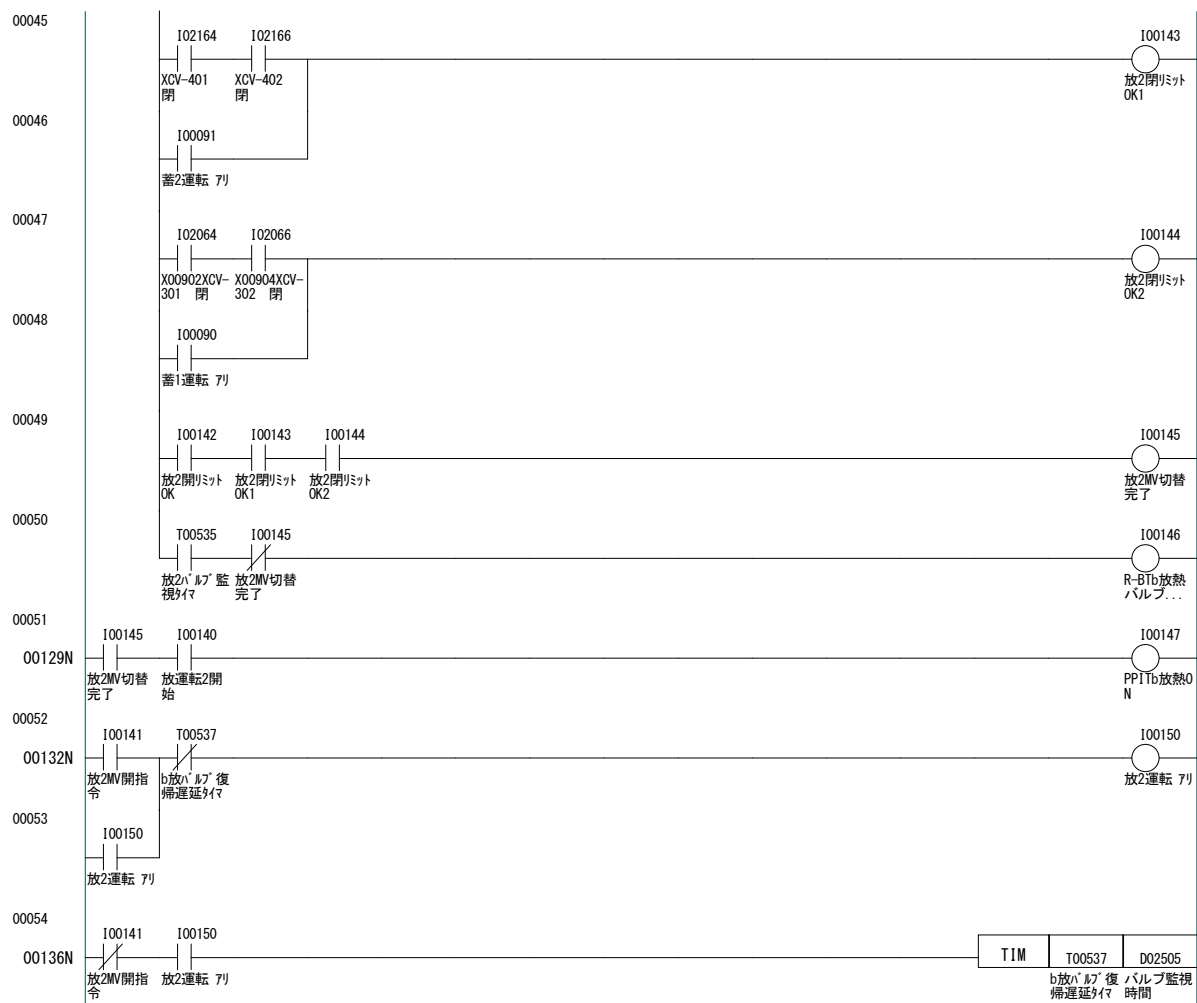 00045
I02164 I02166 I00143
XCV-401 XCV-402 放2閉ﾘﾐｯﾄ
閉 閉 OK1
00046
I00091
蓄2運転 ｱﾘ
00047
I02064 I02066 I00144
X00902XCV- X00904XCV- 放2閉ﾘﾐｯﾄ
301 閉 302 閉 OK2
00048
I00090
蓄1運転 ｱﾘ
00049
I00142 I00143 I00144 I00145
放2開ﾘﾐｯﾄ 放2閉ﾘﾐｯﾄ 放2閉ﾘﾐｯﾄ 放2MV切替
OK OK1 OK2 完了
00050
T00535 I00145 I00146
放2ﾊﾞﾙﾌﾞ監 放2MV切替 R-BTb放熱
視ﾀｲﾏ 完了 バルブ...
00051
I00145 I00140 I00147
00129N
放2MV切替 放運転2開 PPITb放熱O
完了 始 N
00052
I00141 T00537 I00150
00132N
放2MV開指 b放ﾊﾞﾙﾌﾞ復 放2運転 ｱﾘ
令 帰遅延ﾀｲﾏ
00053
I00150
放2運転 ｱﾘ
00054
I00141 I00150
00136N TIM T00537 D02505
放2MV開指 放2運転 ｱﾘ b放ﾊﾞﾙﾌﾞ復 バルブ監視
令 帰遅延ﾀｲﾏ 時間